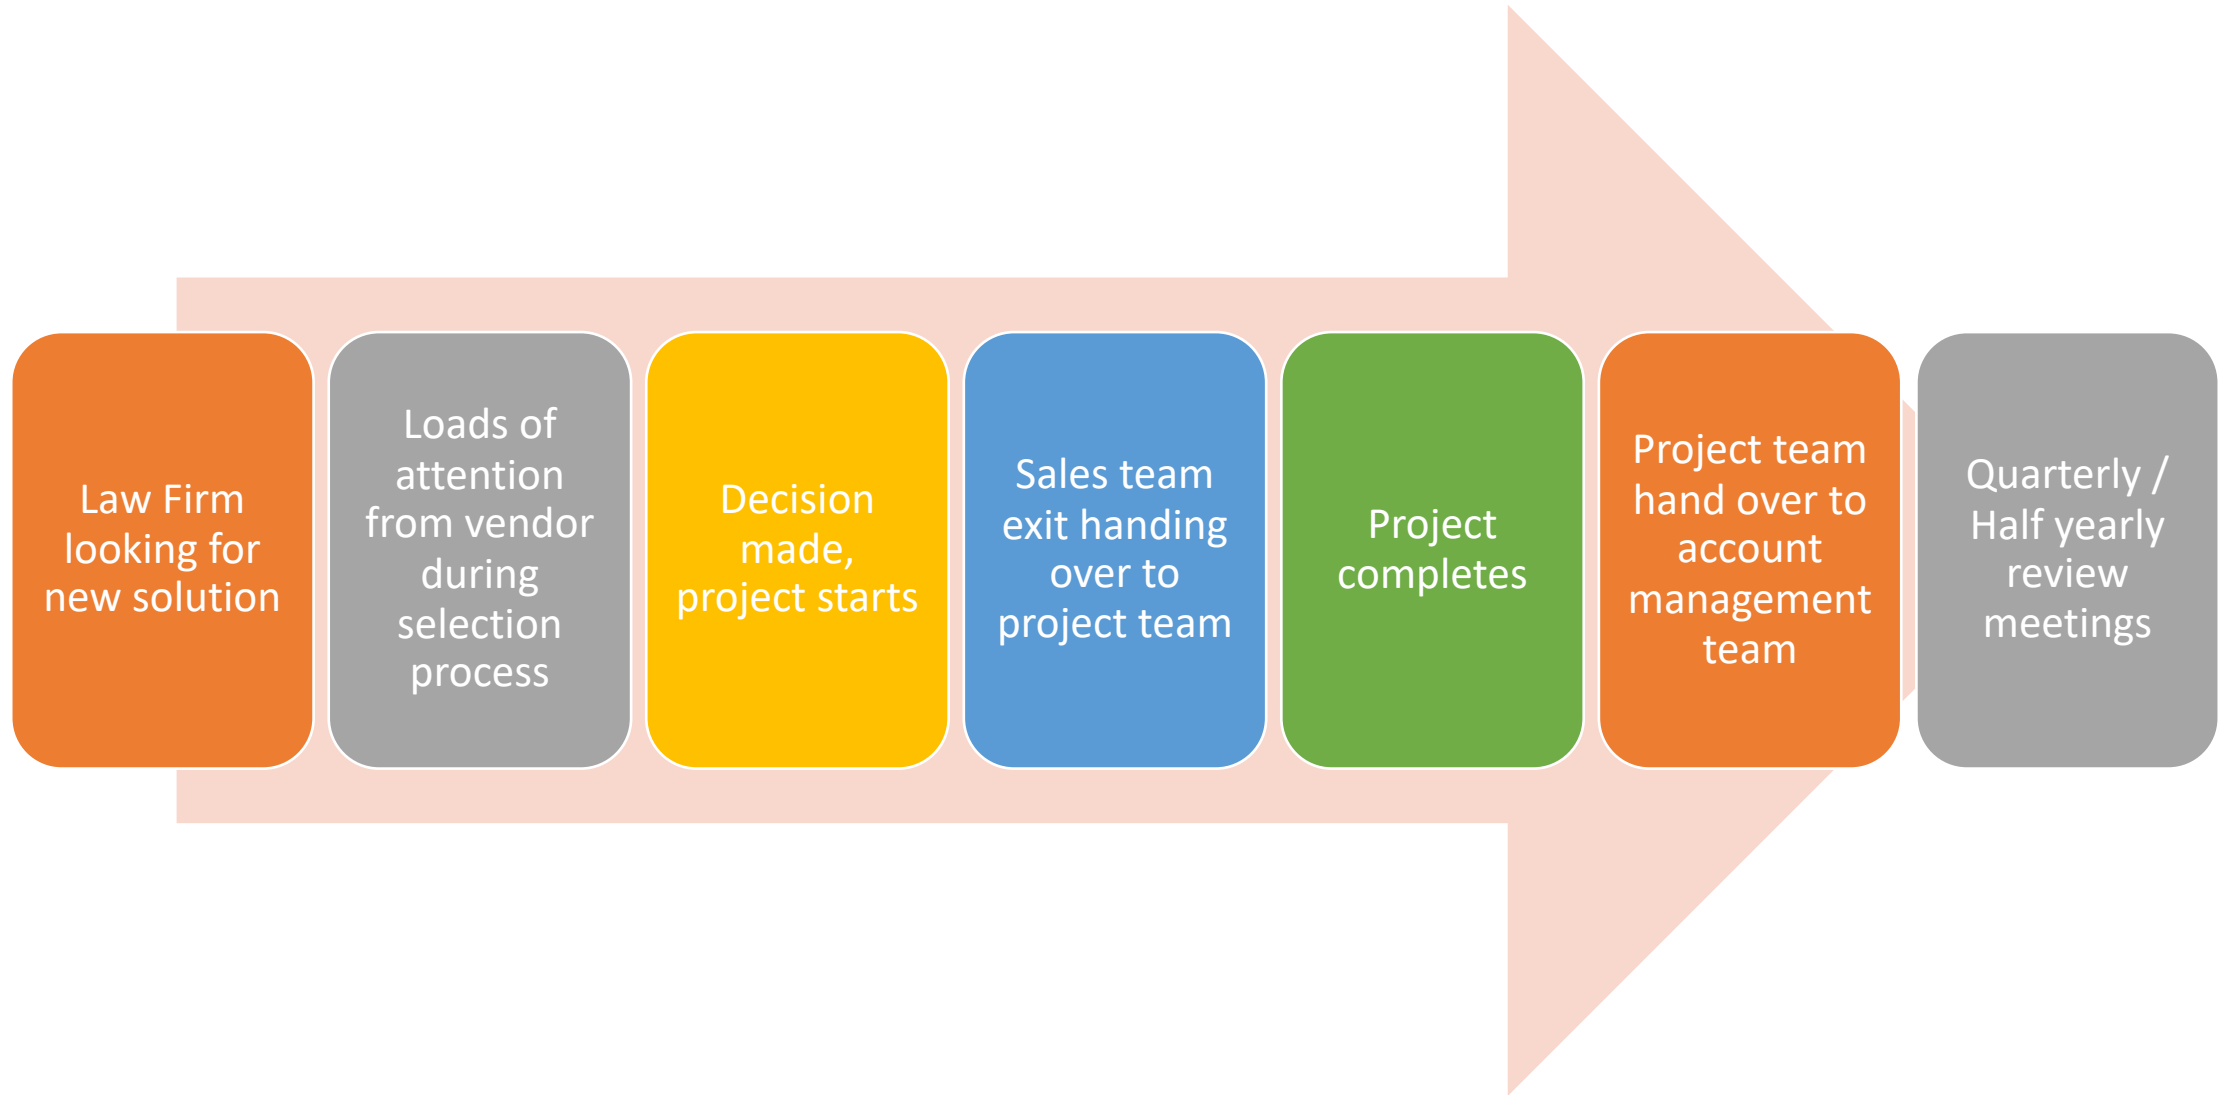 Law Firm
looking for
new solution
Loads of
attention
from vendor
during
selection
process
Decision
made,
project starts
Sales team
exit handing
over to
project team
Project
completes
Project team
hand over to
account
management
team
Quarterly /
Half yearly
review
meetings